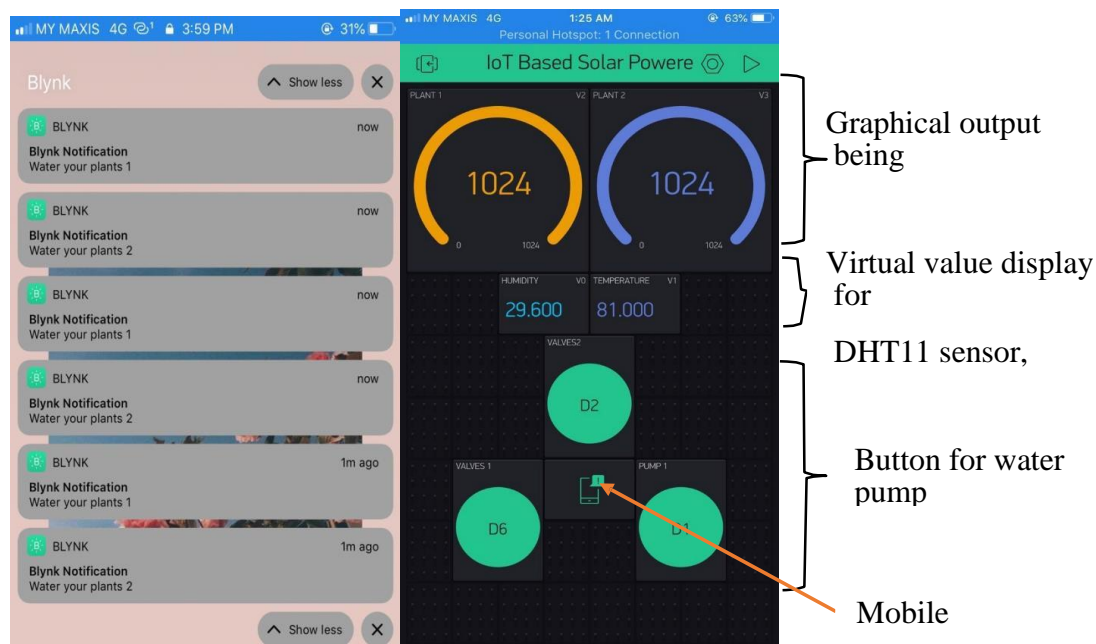 MY MAXIS 4G 1 3:59 PM 31%
Blynk
Show less
BLYNK now
Blynk Notification
Water your plants 1
BLYNK now
Blynk Notification
Water your plants 2
BLYNK now
Blynk Notification
Water your plants 1
BLYNK now
Blynk Notification
Water your plants 2
BLYNK 1m ago
Blynk Notification
Water your plants 1
BLYNK 1m ago
Blynk Notification
Water your plants 2
Show less
MY MAXIS 4G 1:25 AM 63%
Personal Hotspot: 1 Connection
IoT Based Solar Powere
PLANT 1 V2
1024
0 1024
PLANT 2 V3
1024
0 1024
HUMIDITY V0
29.600
TEMPERATURE V1
81.000
VALVES2
D2
VALVES 1
D6
PUMP 1
D1
Graphical output
being
Virtual value display
for
DHT11 sensor,
Button for water
pump
Mobile